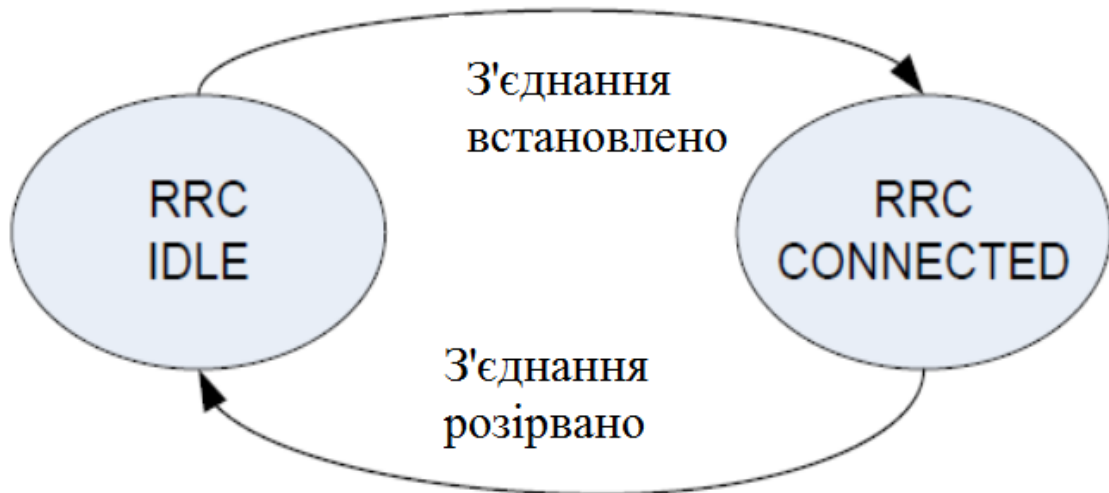 З'єднання
встановлено
RRC
IDLE
RRC
CONNECTED
З'єднання
розірвано